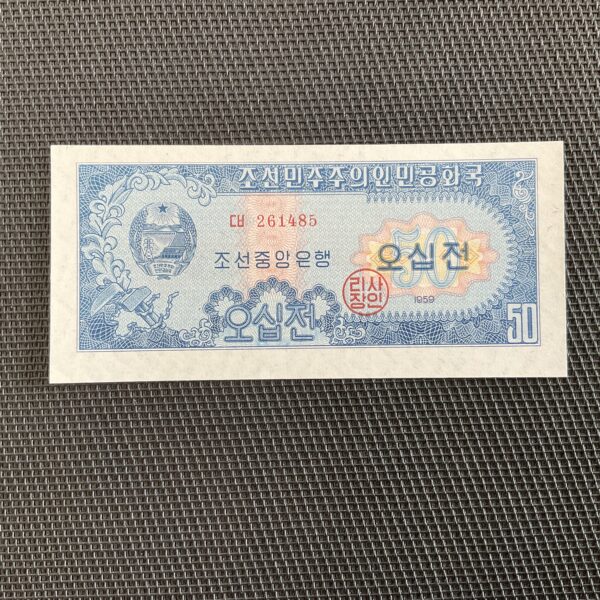 조선민주주의인민공화국
대 261485
조선중앙은행
오십전
50
오십전
리사
장인
1959
50